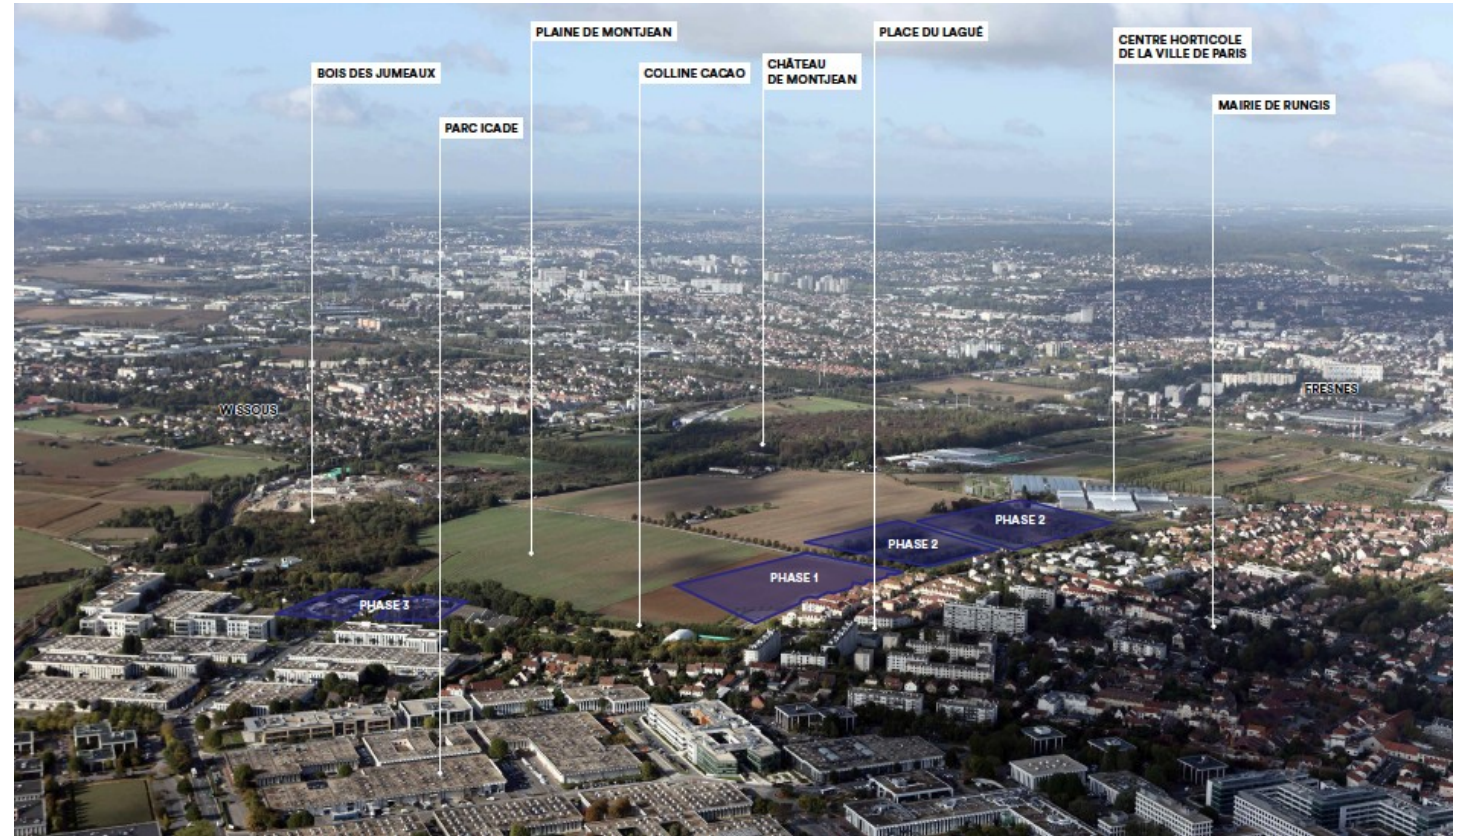 PLAINE DE MONTJEAN
PLACE DU LAGUÉ
CENTRE HORTICOLE
DE LA VILLE DE PARIS
CHÂTEAU
DE MONTJEAN
BOIS DES JUMEAUX
COLLINE CACAO
MAIRIE DE RUNGIS
PARC ICADE
FRESNES
WISSOUS
PHASE 2
PHASE 2
PHASE 1
PHASE 3